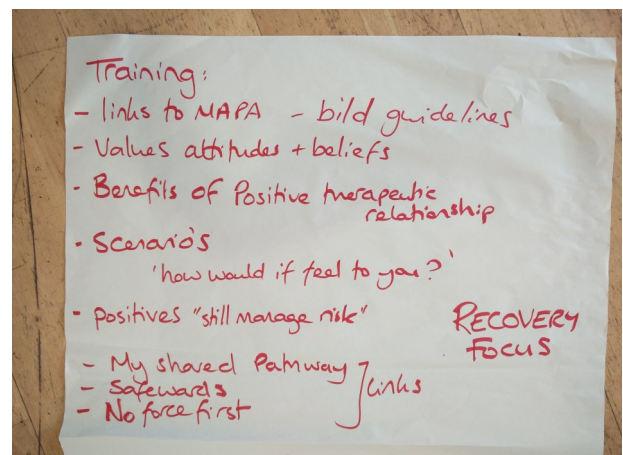 Training:
- links to MAPA - bild guidelines
- Values attitudes + beliefs
- Benefits of Positive therapeutic
relationship
- Scenario's
'how would if feel to you?'
- positives "still manage risk"
RECOVERY
FOCUS
- My shared Pathway
- Safewards
- No force first
Links